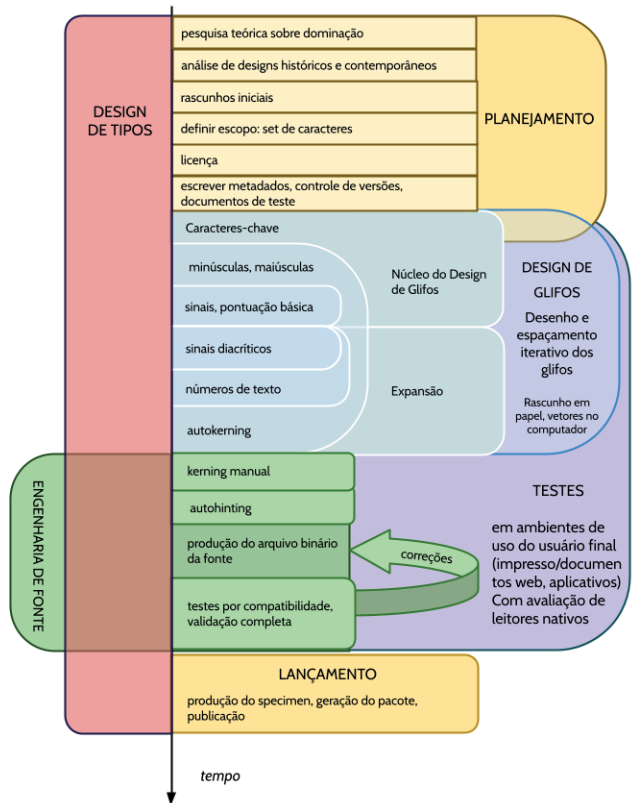 DESIGN
DE TIPOS
pesquisa teórica sobre dominação
análise de designs históricos e contemporâneos
rascunhos iniciais
definir escopo: set de caracteres
licença
escrever metadados, controle de versões,
documentos de teste
PLANEJAMENTO
Caracteres-chave
minúsculas, maiúsculas
sinais, pontuação básica
sinais diacríticos
números de texto
autokerning
Núcleo do Design
de Glifos
Expansão
DESIGN DE
GLIFOS
Desenho e
espaçamento
iterativo dos
glifos
Rascunho em
papel, vetores no
computador
ENGENHARIA DE FONTE
kerning manual
autohinting
produção do arquivo binário
da fonte
testes por compatibilidade,
validação completa
correções
TESTES
em ambientes de
uso do usuário final
(impresso/documen
tos web, aplicativos)
Com avaliação de
leitores nativos
LANÇAMENTO
produção do specimen, geração do pacote,
publicação
tempo